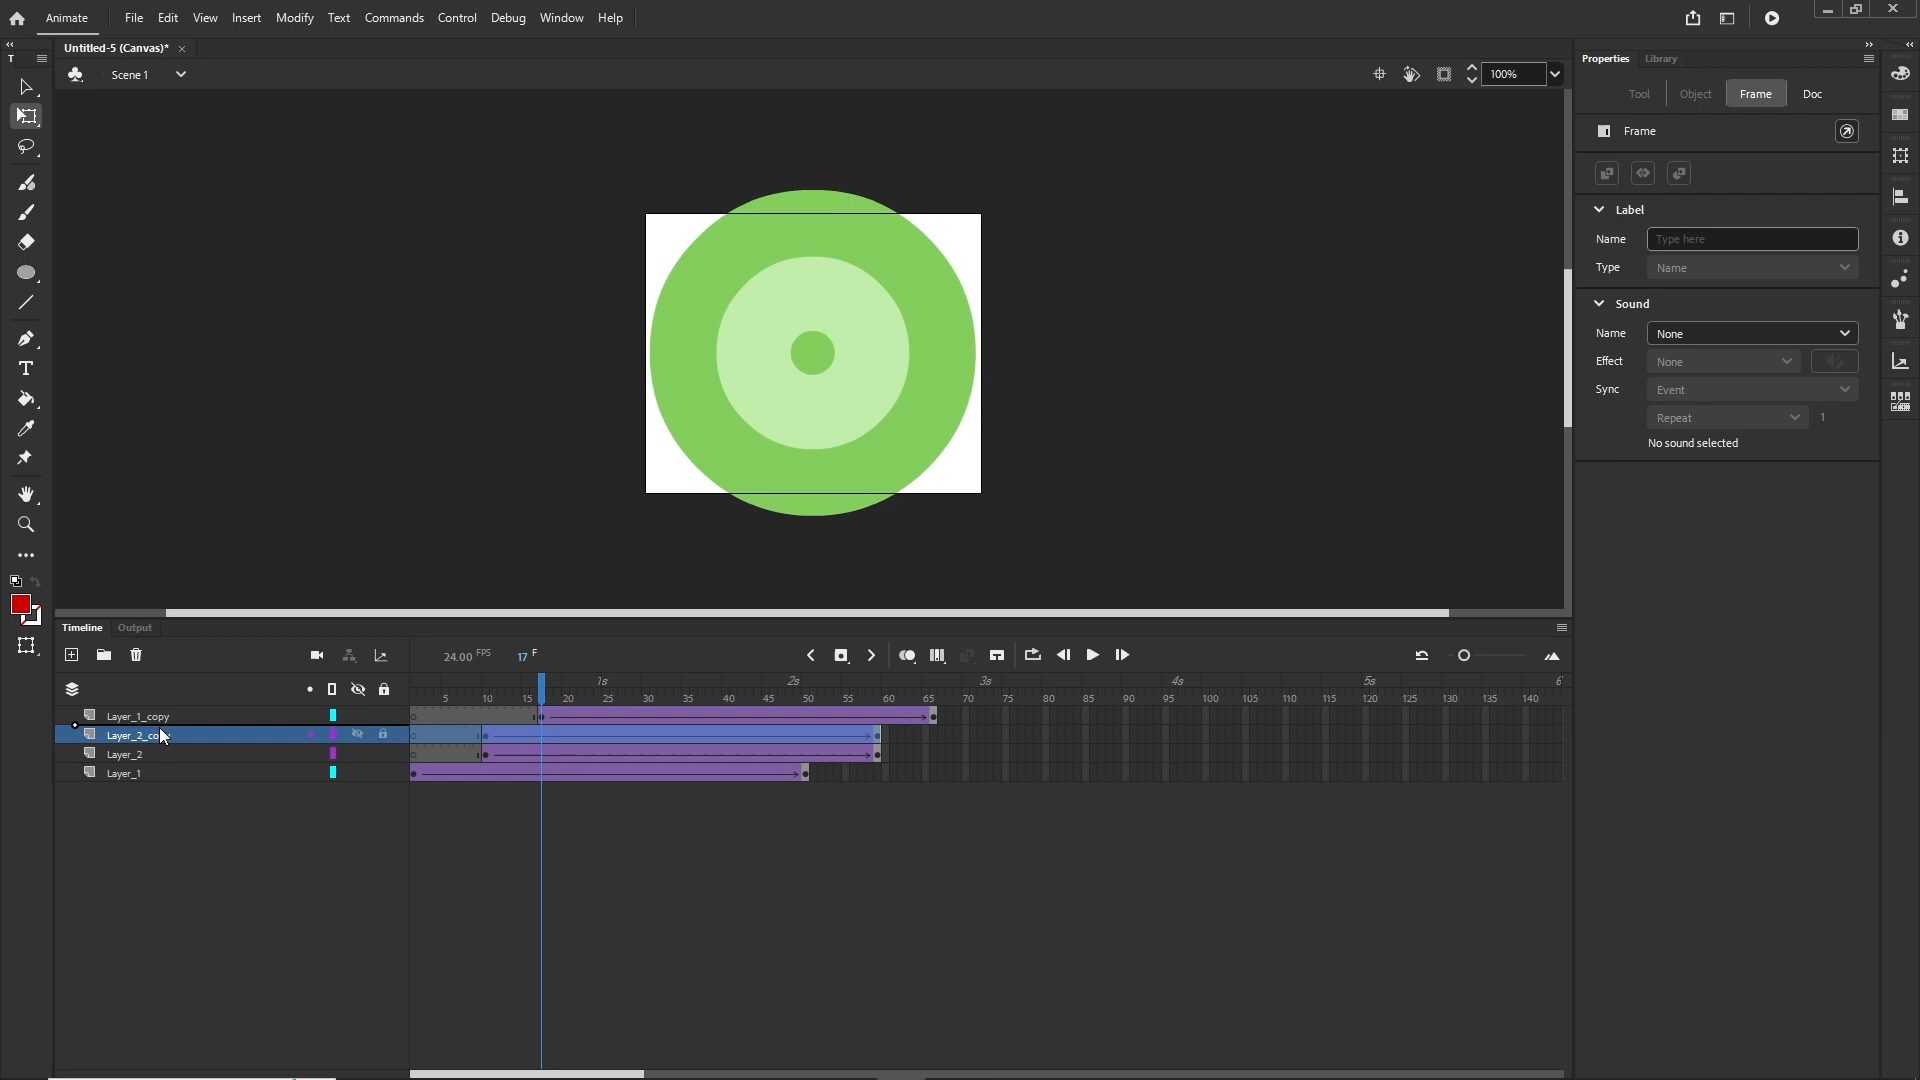 Animate File Edit View Insert Modify Text Commands Control Debug Window Help
Untitled-5 (Canvas)*
Scene 1
100%
Properties Library
Tool Object Frame Doc
Frame
Label
Name Type here
Type Name
Sound
Name None
Effect None
Sync Event
Repeat 1
No sound selected
T
T
Timeline Output
24.00 FPS 17 F
1s 2s 3s 4s 5s 6
5 10 15 20 25 30 35 40 45 50 55 60 65 70 75 80 85 90 95 100 105 110 115 120 125 130 135 140
Layer_1_copy
Layer_2_co
Layer_2
Layer_1